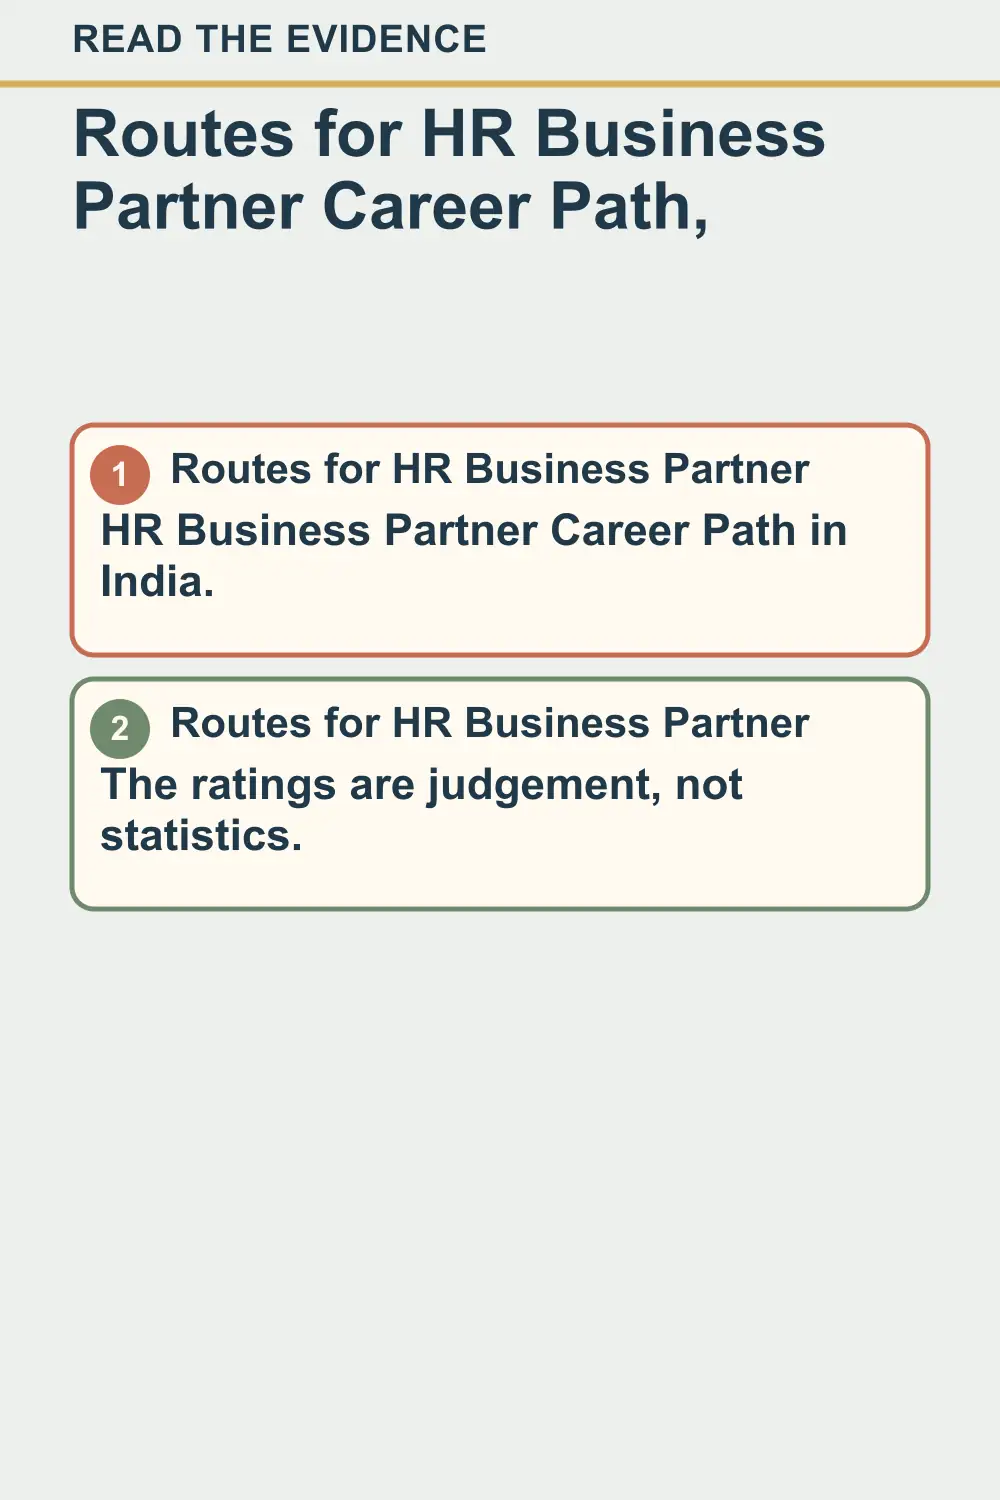 READ THE EVIDENCE
Routes for HR Business
Partner Career Path,
1 Routes for HR Business Partner
HR Business Partner Career Path in
India.
2 Routes for HR Business Partner
The ratings are judgement, not
statistics.